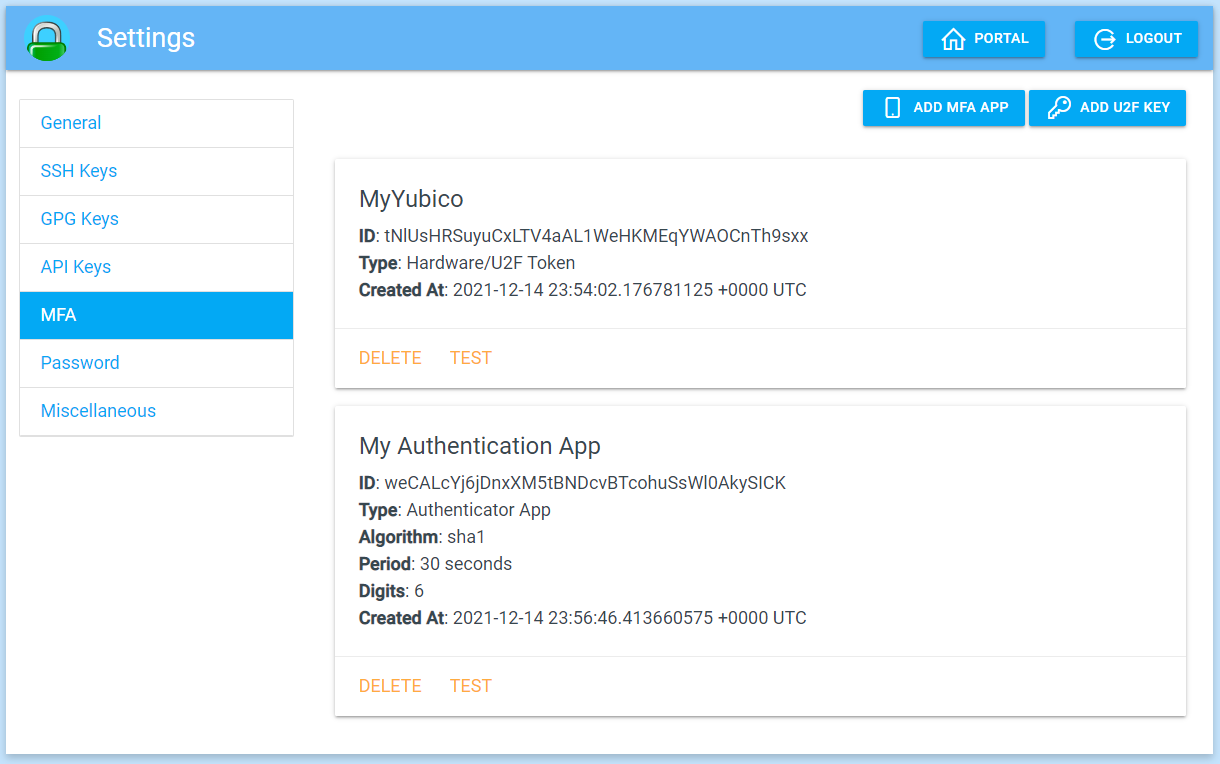 Settings
PORTAL
LOGOUT
General
SSH Keys
GPG Keys
API Keys
MFA
Password
Miscellaneous
ADD MFA APP
ADD U2F KEY
MyYubico
ID: tNlUsHRSuyuCxLTV4aAL1WeHKMEqYWAOCnTh9sxx
Type: Hardware/U2F Token
Created At: 2021-12-14 23:54:02.176781125 +0000 UTC
DELETE
TEST
My Authentication App
ID: weCALcYj6jDnxXM5tBNDcvBTcohuSsWl0AkySICK
Type: Authenticator App
Algorithm: sha1
Period: 30 seconds
Digits: 6
Created At: 2021-12-14 23:56:46.413660575 +0000 UTC
DELETE
TEST